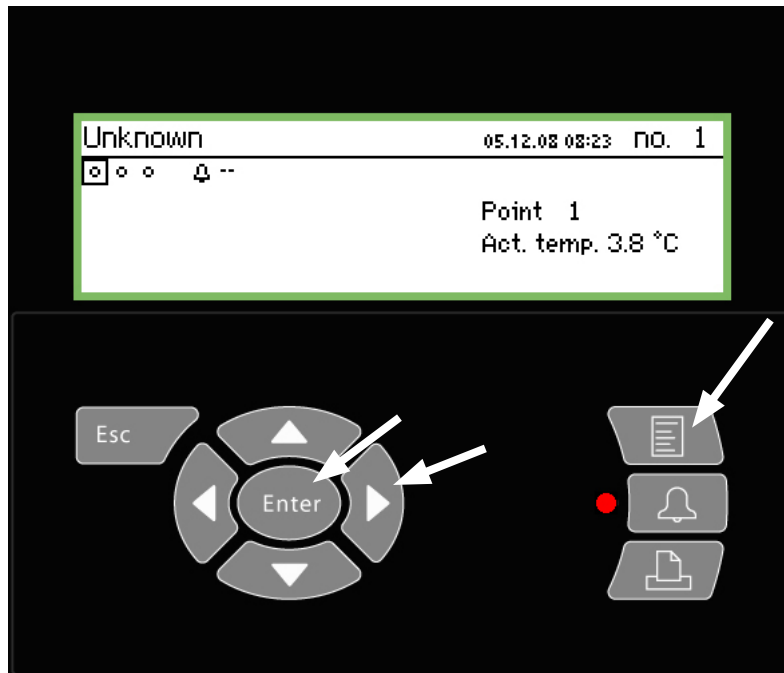 Unknown 05.12.08 08:23 no. 1
--
Point 1
Act. temp. 3.8 °C
Esc
Enter